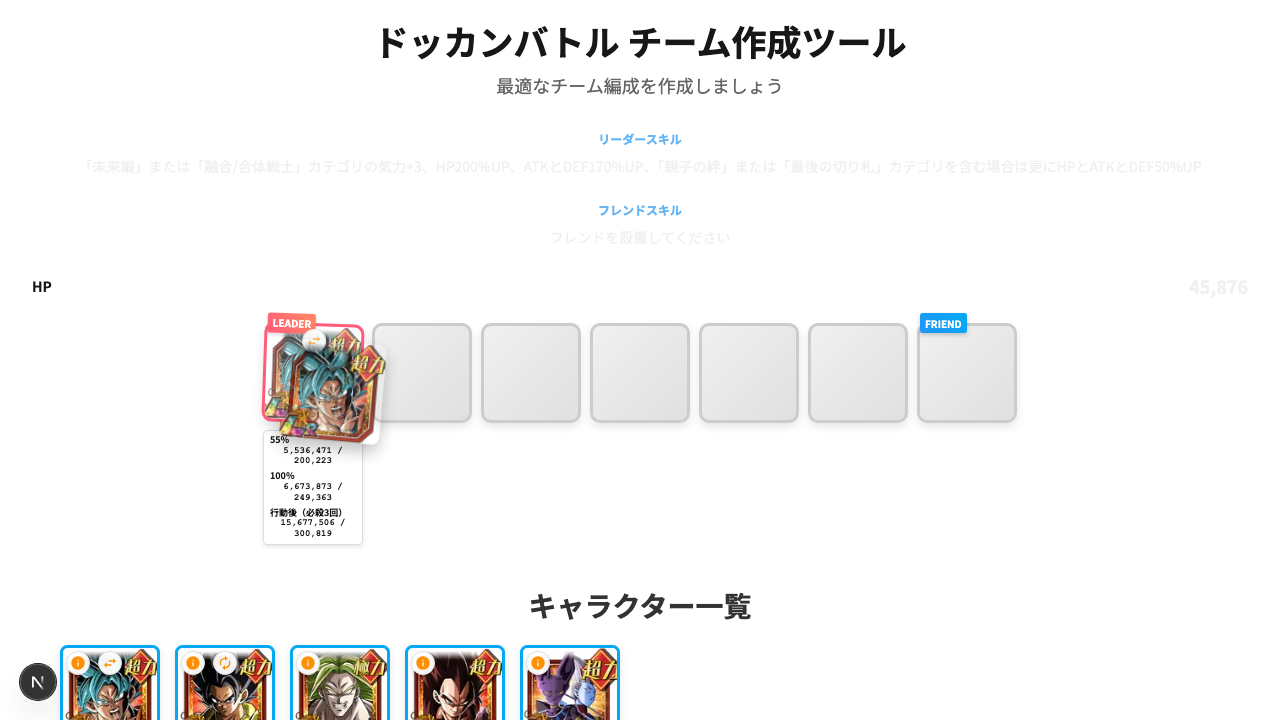 ドッカンバトル チーム作成ツール
最適なチーム編成を作成しましょう
リーダースキル
「未来編」または「融合/合体戦士」カテゴリの気力+3、HP200%UP、ATKとDEF170%UP、「親子の絆」または「最後の切り札」カテゴリを含む場合は更にHPとATKとDEF50%UP
フレンドスキル
フレンドを設置してください
HP
45,876
LEADER
FRIEND
超力
超力
55%
5,536,471 /
200,223
100%
6,673,873 /
249,363
行動後（必殺3回）
15,677,506 /
300,819
キャラクター一覧
超力
超力
極力
超力
超力
N